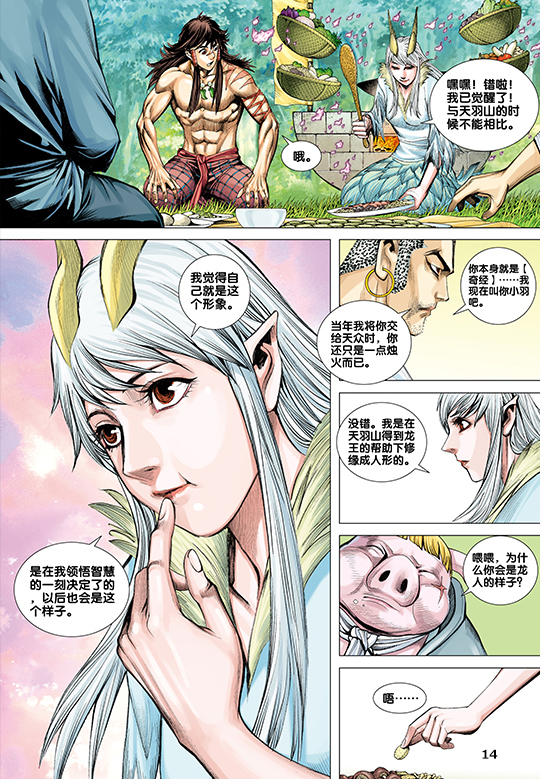 嘿嘿！错啦！
我已觉醒了！
与天羽山的时
候不能相比。
哦。
你本身就是【
奇经】……我
现在叫你小羽
吧。
当年我将你交
给天众时，你
还只是一点烛
火而已。
没错。我是在
天羽山得到龙
王的帮助下修
缘成人形的。
喂喂，为什
么你会是龙
人的样子？
唔……
我觉得自
己就是这
个形象。
是在我领悟智慧
的一刻决定了的
，以后也会是这
个样子。
14